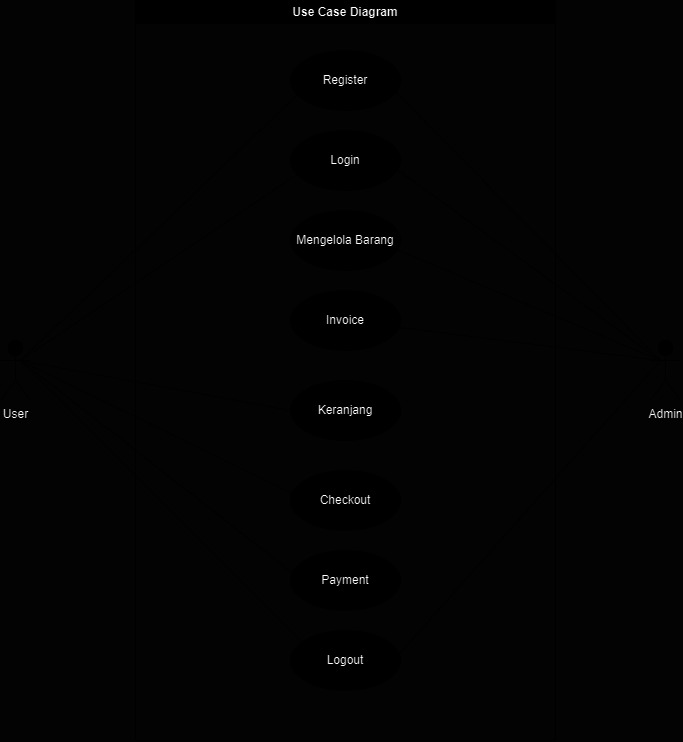 Use Case Diagram
Register
Login
Mengelola Barang
Invoice
Keranjang
User
Admin
Checkout
Payment
Logout